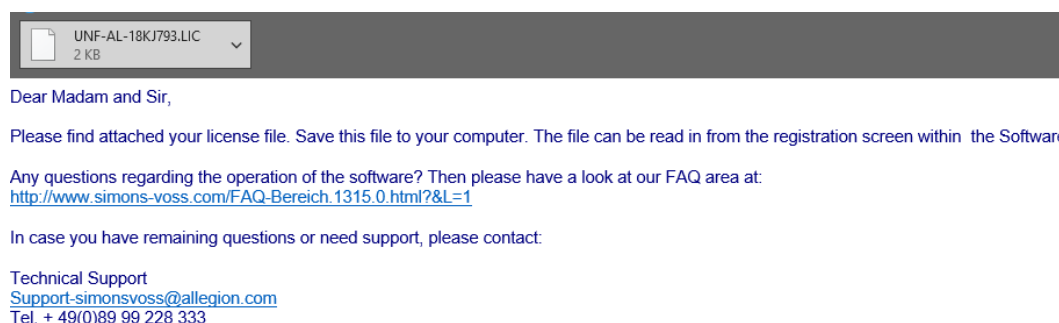 UNF-AL-18KJ793.LIC
2 KB
Dear Madam and Sir,
Please find attached your license file. Save this file to your computer. The file can be read in from the registration screen within the Software
Any questions regarding the operation of the software? Then please have a look at our FAQ area at:
http://www.simons-voss.com/FAQ-Bereich.1315.0.html?&L=1
In case you have remaining questions or need support, please contact:
Technical Support
Support-simonsvoss@allegion.com
Tel. + 49(0)89 99 228 333